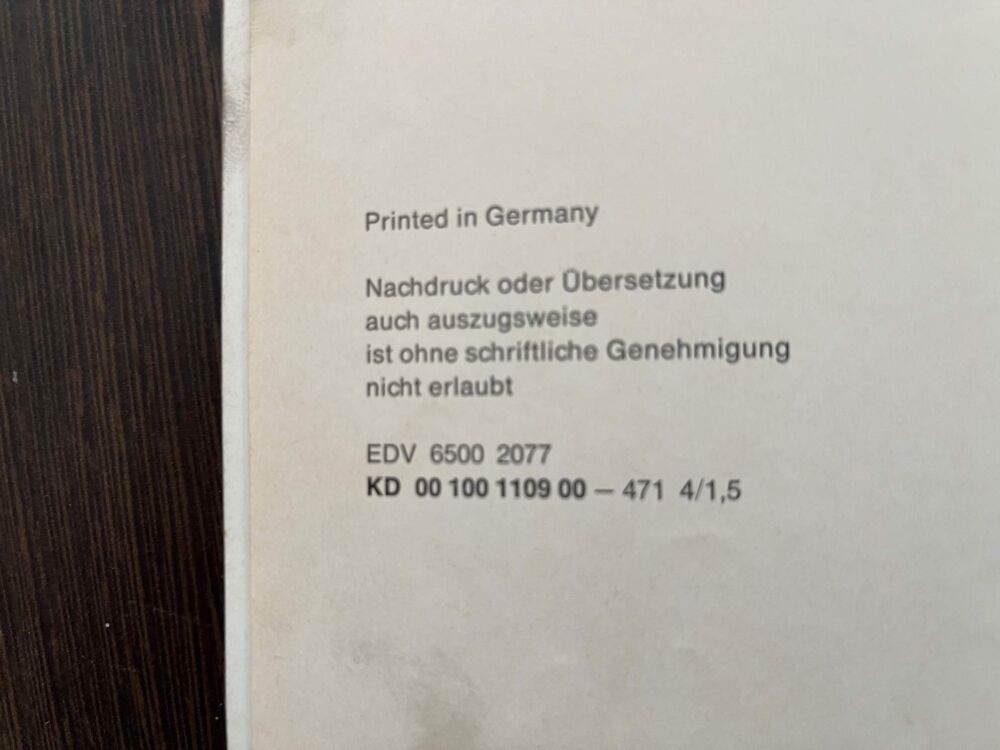 Printed in Germany
Nachdruck oder Übersetzung
auch auszugsweise
ist ohne schriftliche Genehmigung
nicht erlaubt
EDV 6500 2077
KD 00 100 1109 00 — 471 4/1,5